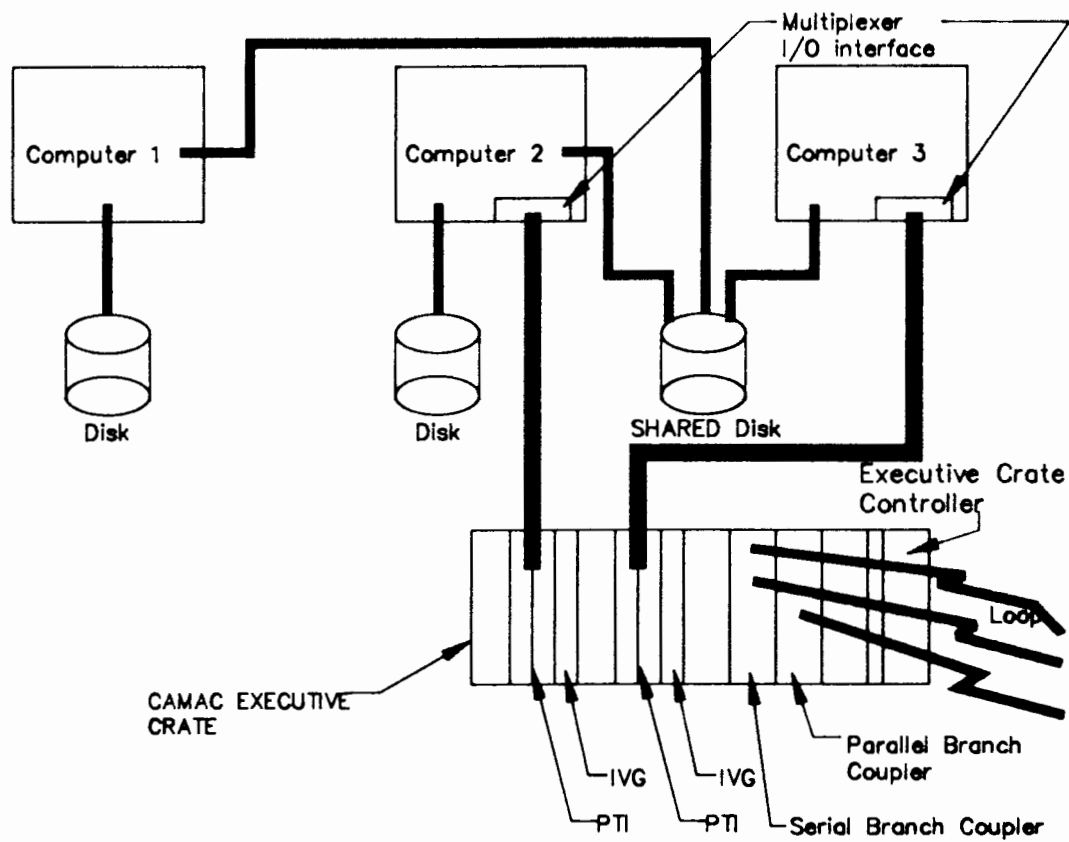 Multiplexer
I/O interface
Computer 1
Computer 2
Computer 3
Disk
Disk
SHARED Disk
Executive Crate
Controller
Loop
CAMAC EXECUTIVE
CRATE
Parallel Branch
Coupler
IVG
IVG
PTI
PTI
Serial Branch Coupler